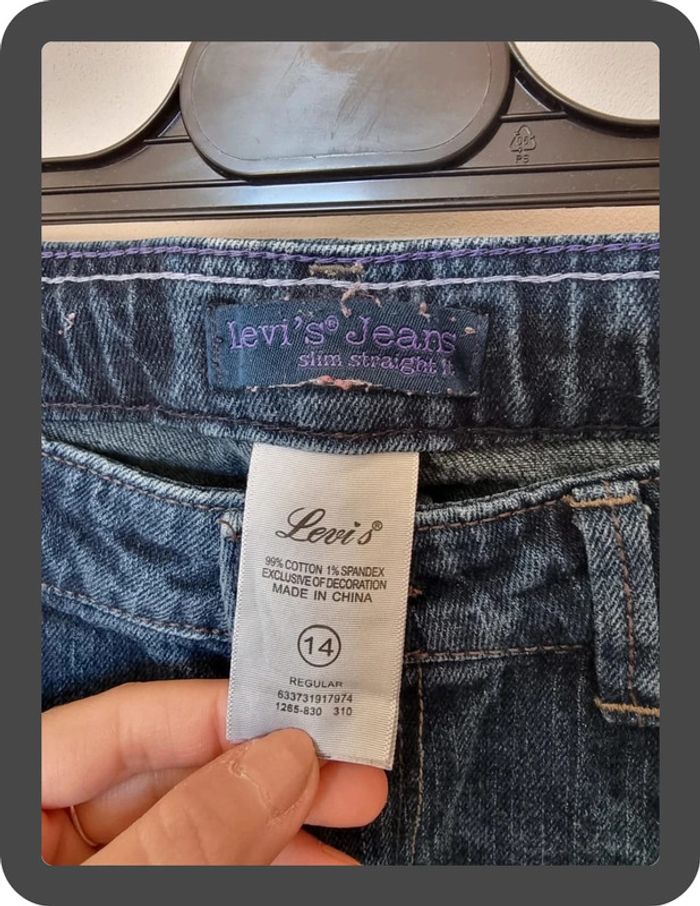 PS
Levi's® Jeans
slim straight
Levi's®
99% COTTON 1% SPANDEX
EXCLUSIVE OF DECORATION
MADE IN CHINA
14
REGULAR
633731917974
1265-830 310